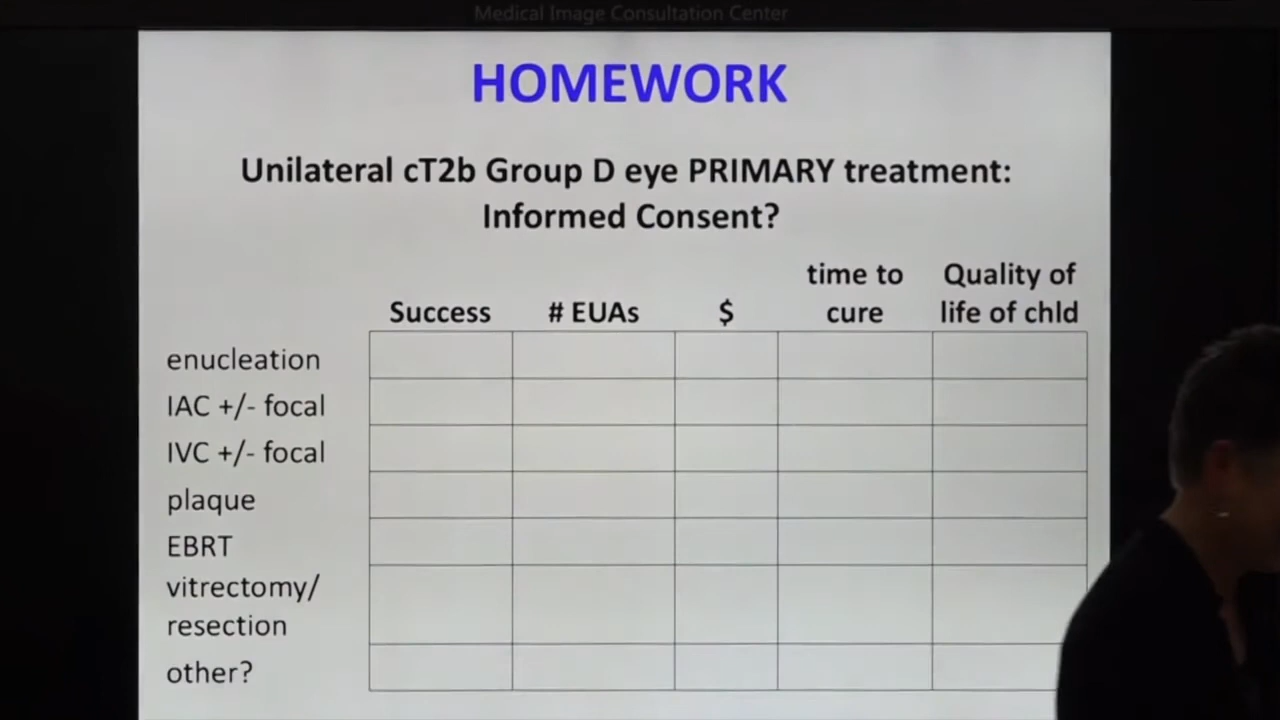 Medical Image Consultation Center
HOMEWORK
Unilateral cT2b Group D eye PRIMARY treatment:
Informed Consent?
time to Quality of
Success # EUAs $ cure life of chld
enucleation
IAC +/- focal
IVC +/- focal
plaque
EBRT
vitrectomy/
resection
other?